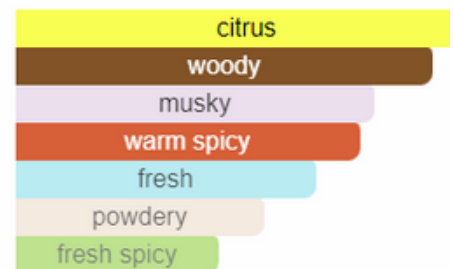 citrus
woody
musky
warm spicy
fresh
powdery
fresh spicy